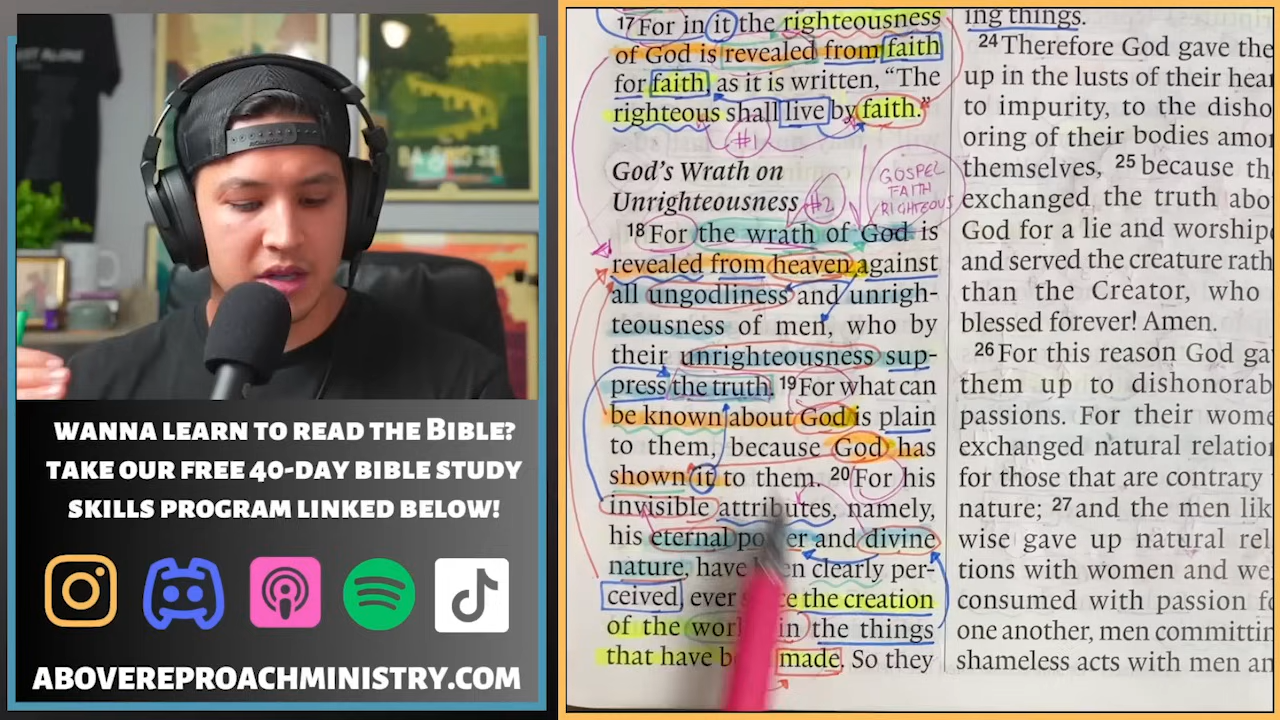 WANNA LEARN TO READ THE BIBLE?
TAKE OUR FREE 40-DAY BIBLE STUDY
SKILLS PROGRAM LINKED BELOW!
ABOVEREPROACHMINISTRY.COM
17 For in it the righteousness
of God is revealed from faith
for faith, as it is written, “The
righteous shall live by faith.”
#1
God’s Wrath on
Unrighteousness
#2
GOSPEL
FAITH
RIGHTEOUS
18 For the wrath of God is
revealed from heaven against
all ungodliness and unrigh-
teousness of men, who by
their unrighteousness sup-
press the truth. 19 For what can
be known about God is plain
to them, because God has
shown it to them. 20 For his
invisible attributes, namely,
his eternal and divine
nature, have clearly per-
ceived, ever the creation
of the in the things
that have made. So they
ing things.
24 Therefore God gave the
up in the lusts of their hear
to impurity, to the disho
oring of their bodies amo
themselves, 25 because th
exchanged the truth abo
God for a lie and worship
and served the creature rath
than the Creator, who
blessed forever! Amen.
26 For this reason God ga
them up to dishonorab
passions. For their wome
exchanged natural relatio
for those that are contrary
nature; 27 and the men lik
wise gave up natural rel
tions with women and we
consumed with passion fo
one another, men committin
shameless acts with men an